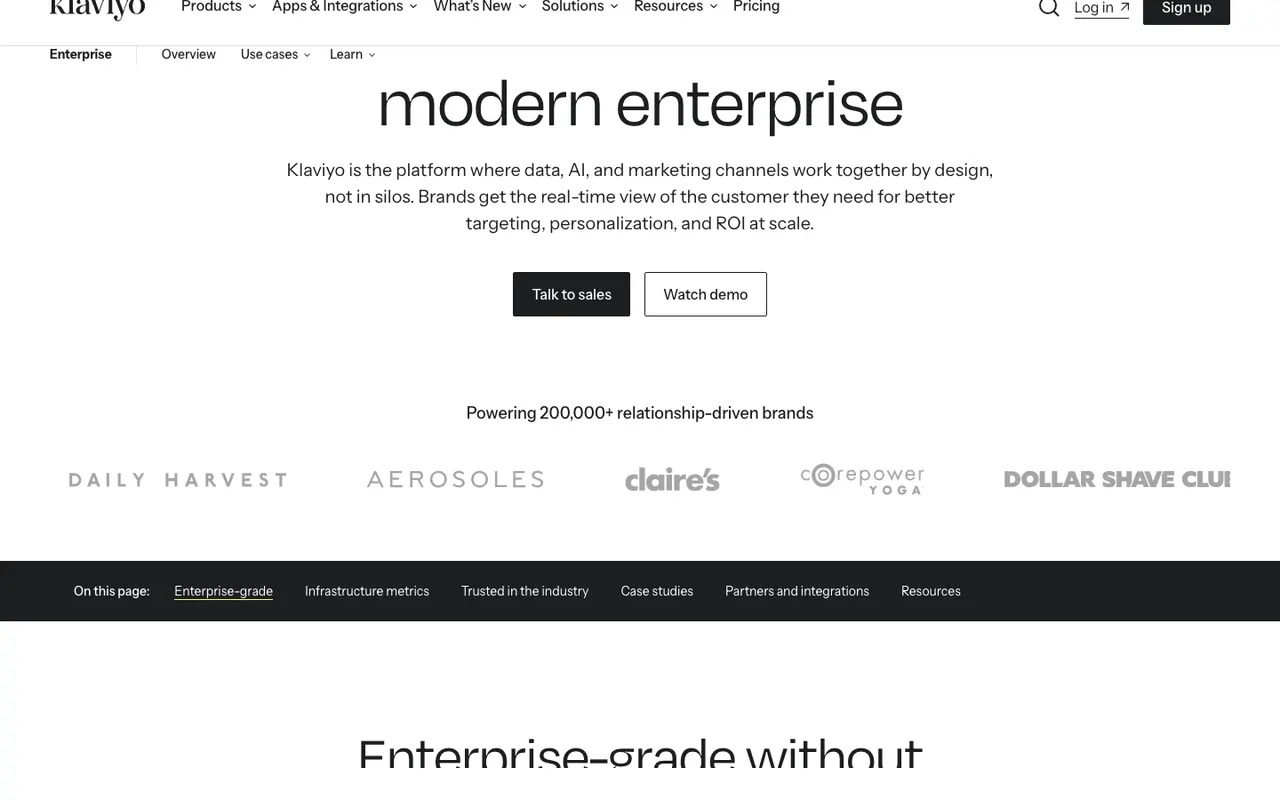 klaviyo Products Apps & Integrations What's New Solutions Resources Pricing Log in Sign up
Enterprise Overview Use cases Learn
modern enterprise
Klaviyo is the platform where data, AI, and marketing channels work together by design,
not in silos. Brands get the real-time view of the customer they need for better
targeting, personalization, and ROI at scale.
Talk to sales Watch demo
Powering 200,000+ relationship-driven brands
DAILY HARVEST AEROSOLES claire's corepower YOGA DOLLAR SHAVE CLUB
On this page: Enterprise-grade Infrastructure metrics Trusted in the industry Case studies Partners and integrations Resources
Enterprise-grade without